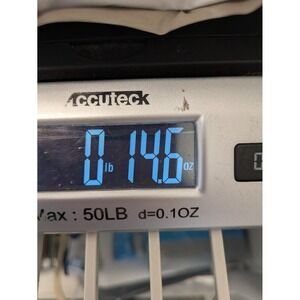 Accuteck
0 lb 14.6 oz
Max : 50LB d=0.1OZ